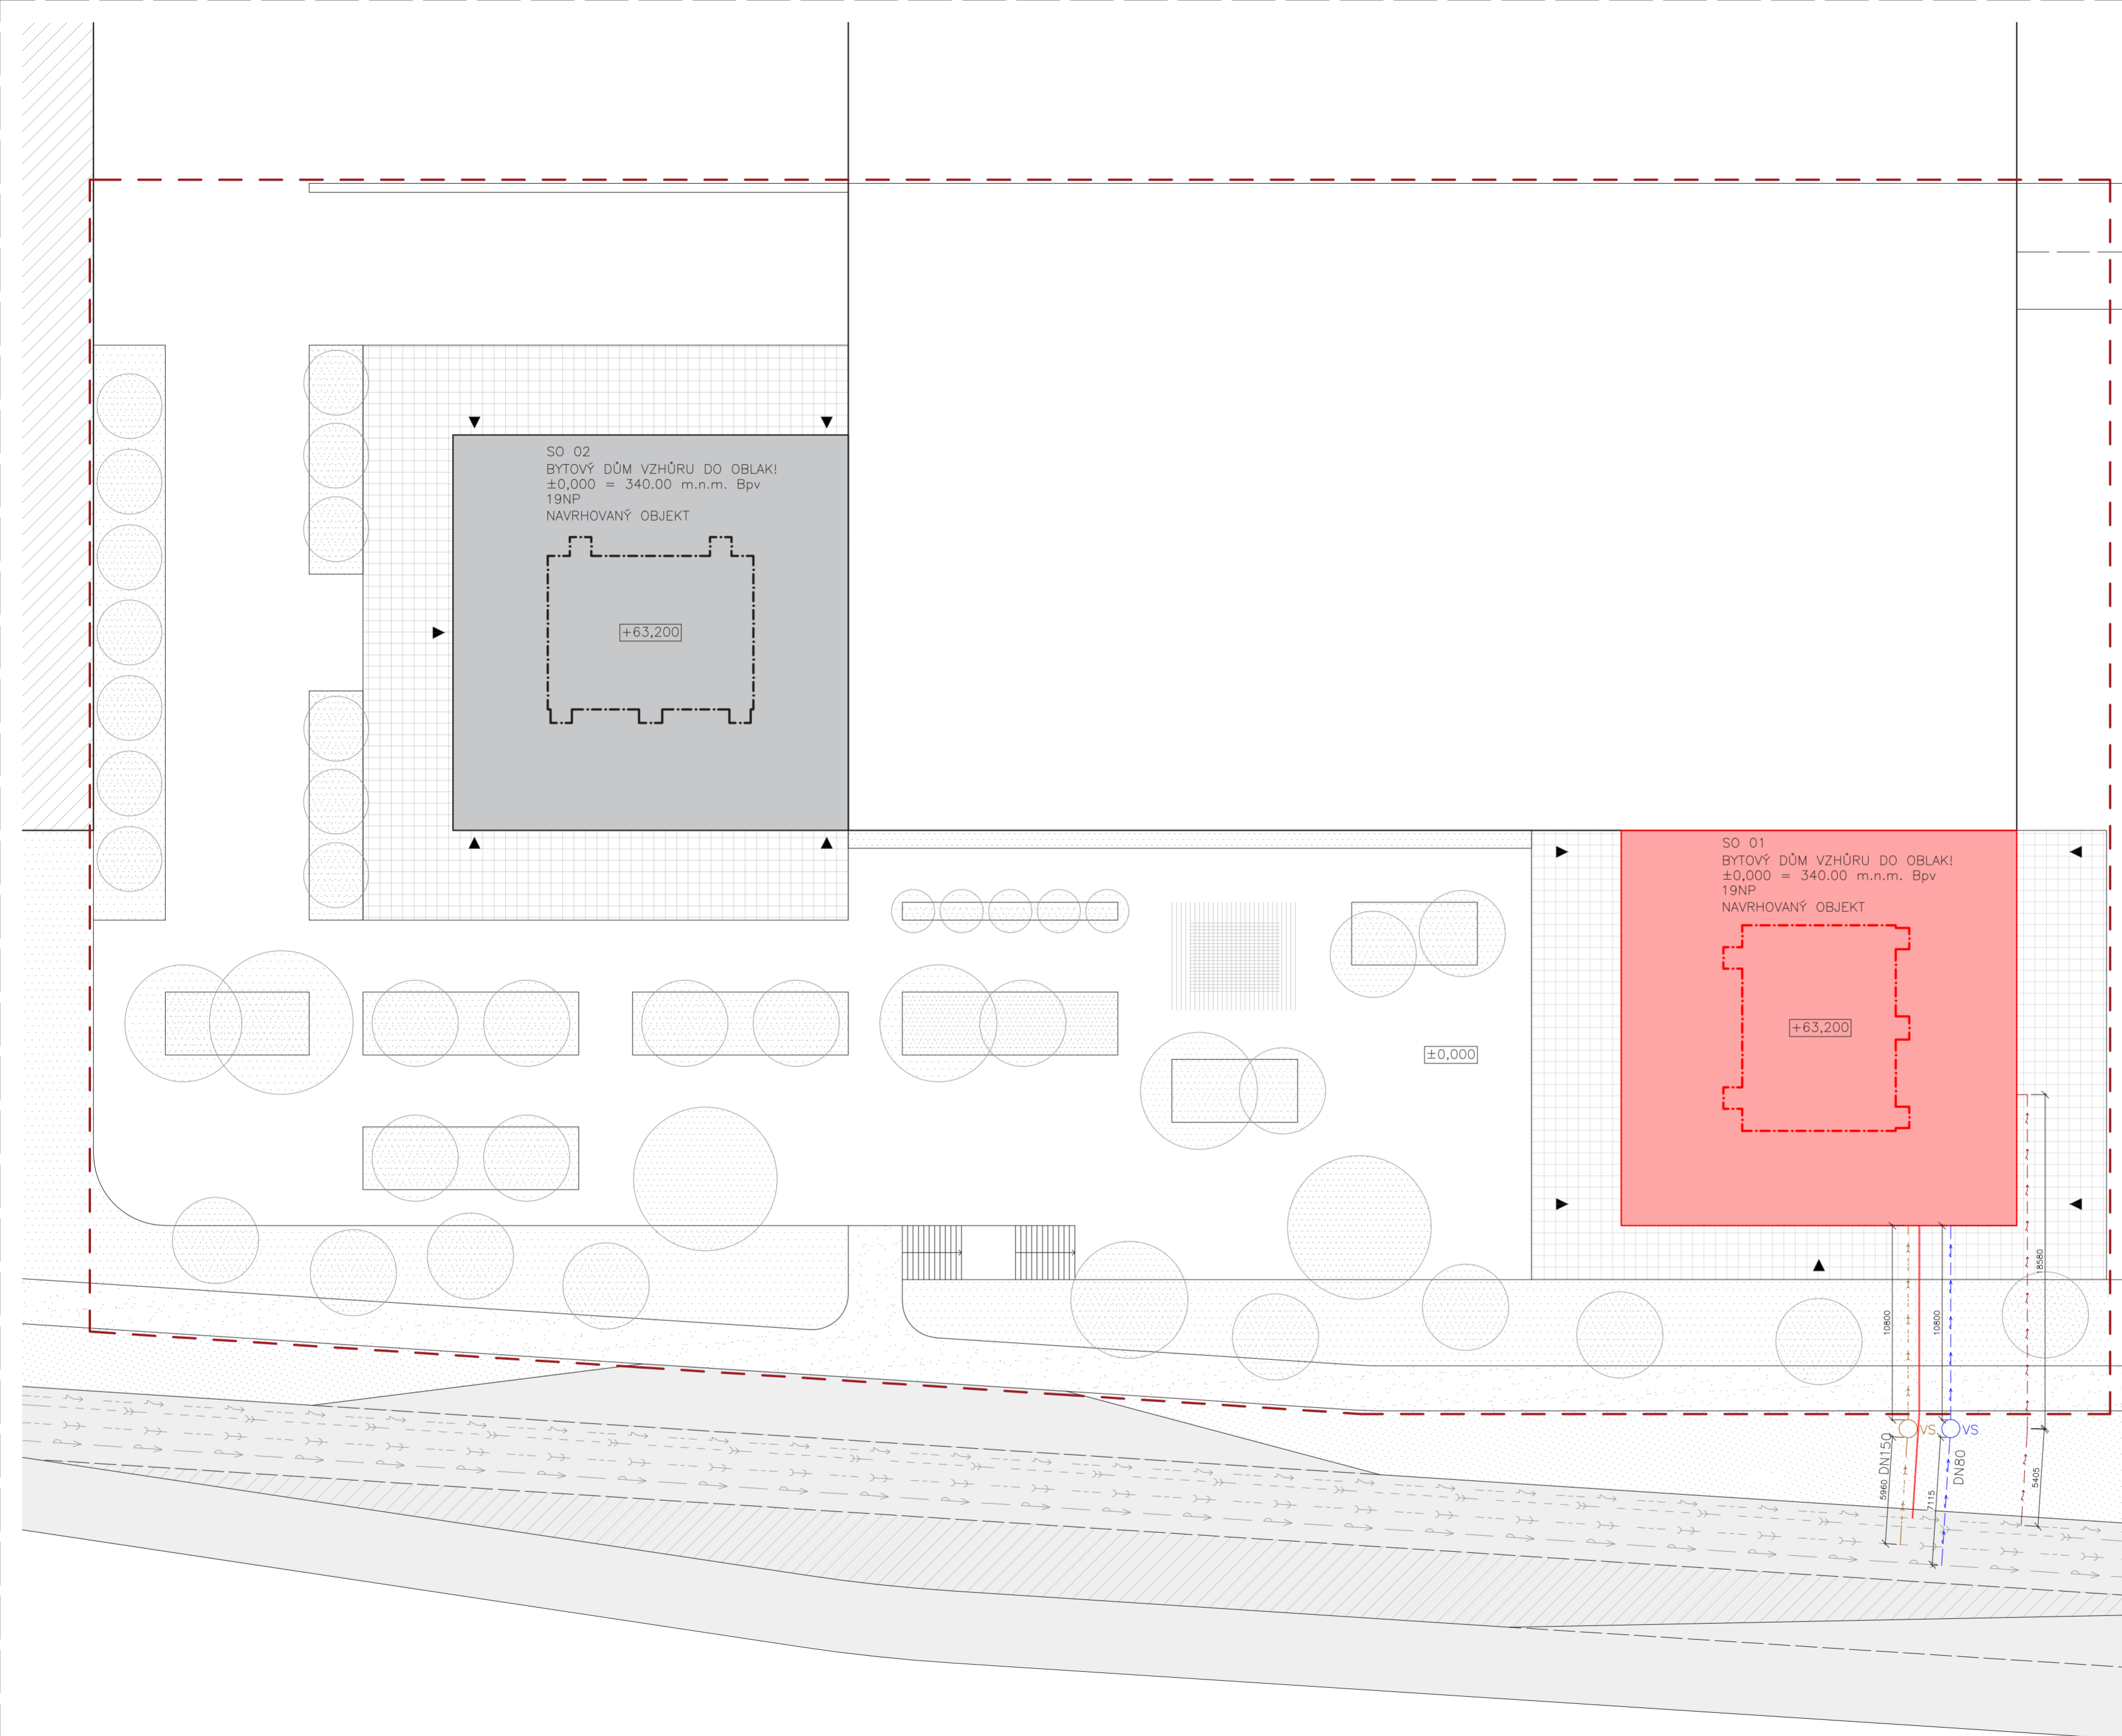 SO 02
BYTOVÝ DŮM VZHŮRU DO OBLAK!
±0,000 = 340.00 m.n.m. Bpv
19NP
NAVRHOVANÝ OBJEKT
+63,200
SO 01
BYTOVÝ DŮM VZHŮRU DO OBLAK!
±0,000 = 340.00 m.n.m. Bpv
19NP
NAVRHOVANÝ OBJEKT
+63,200
±0,000
18580
10800
10800
VS
VS
DN150
DN80
5960
7115
5405